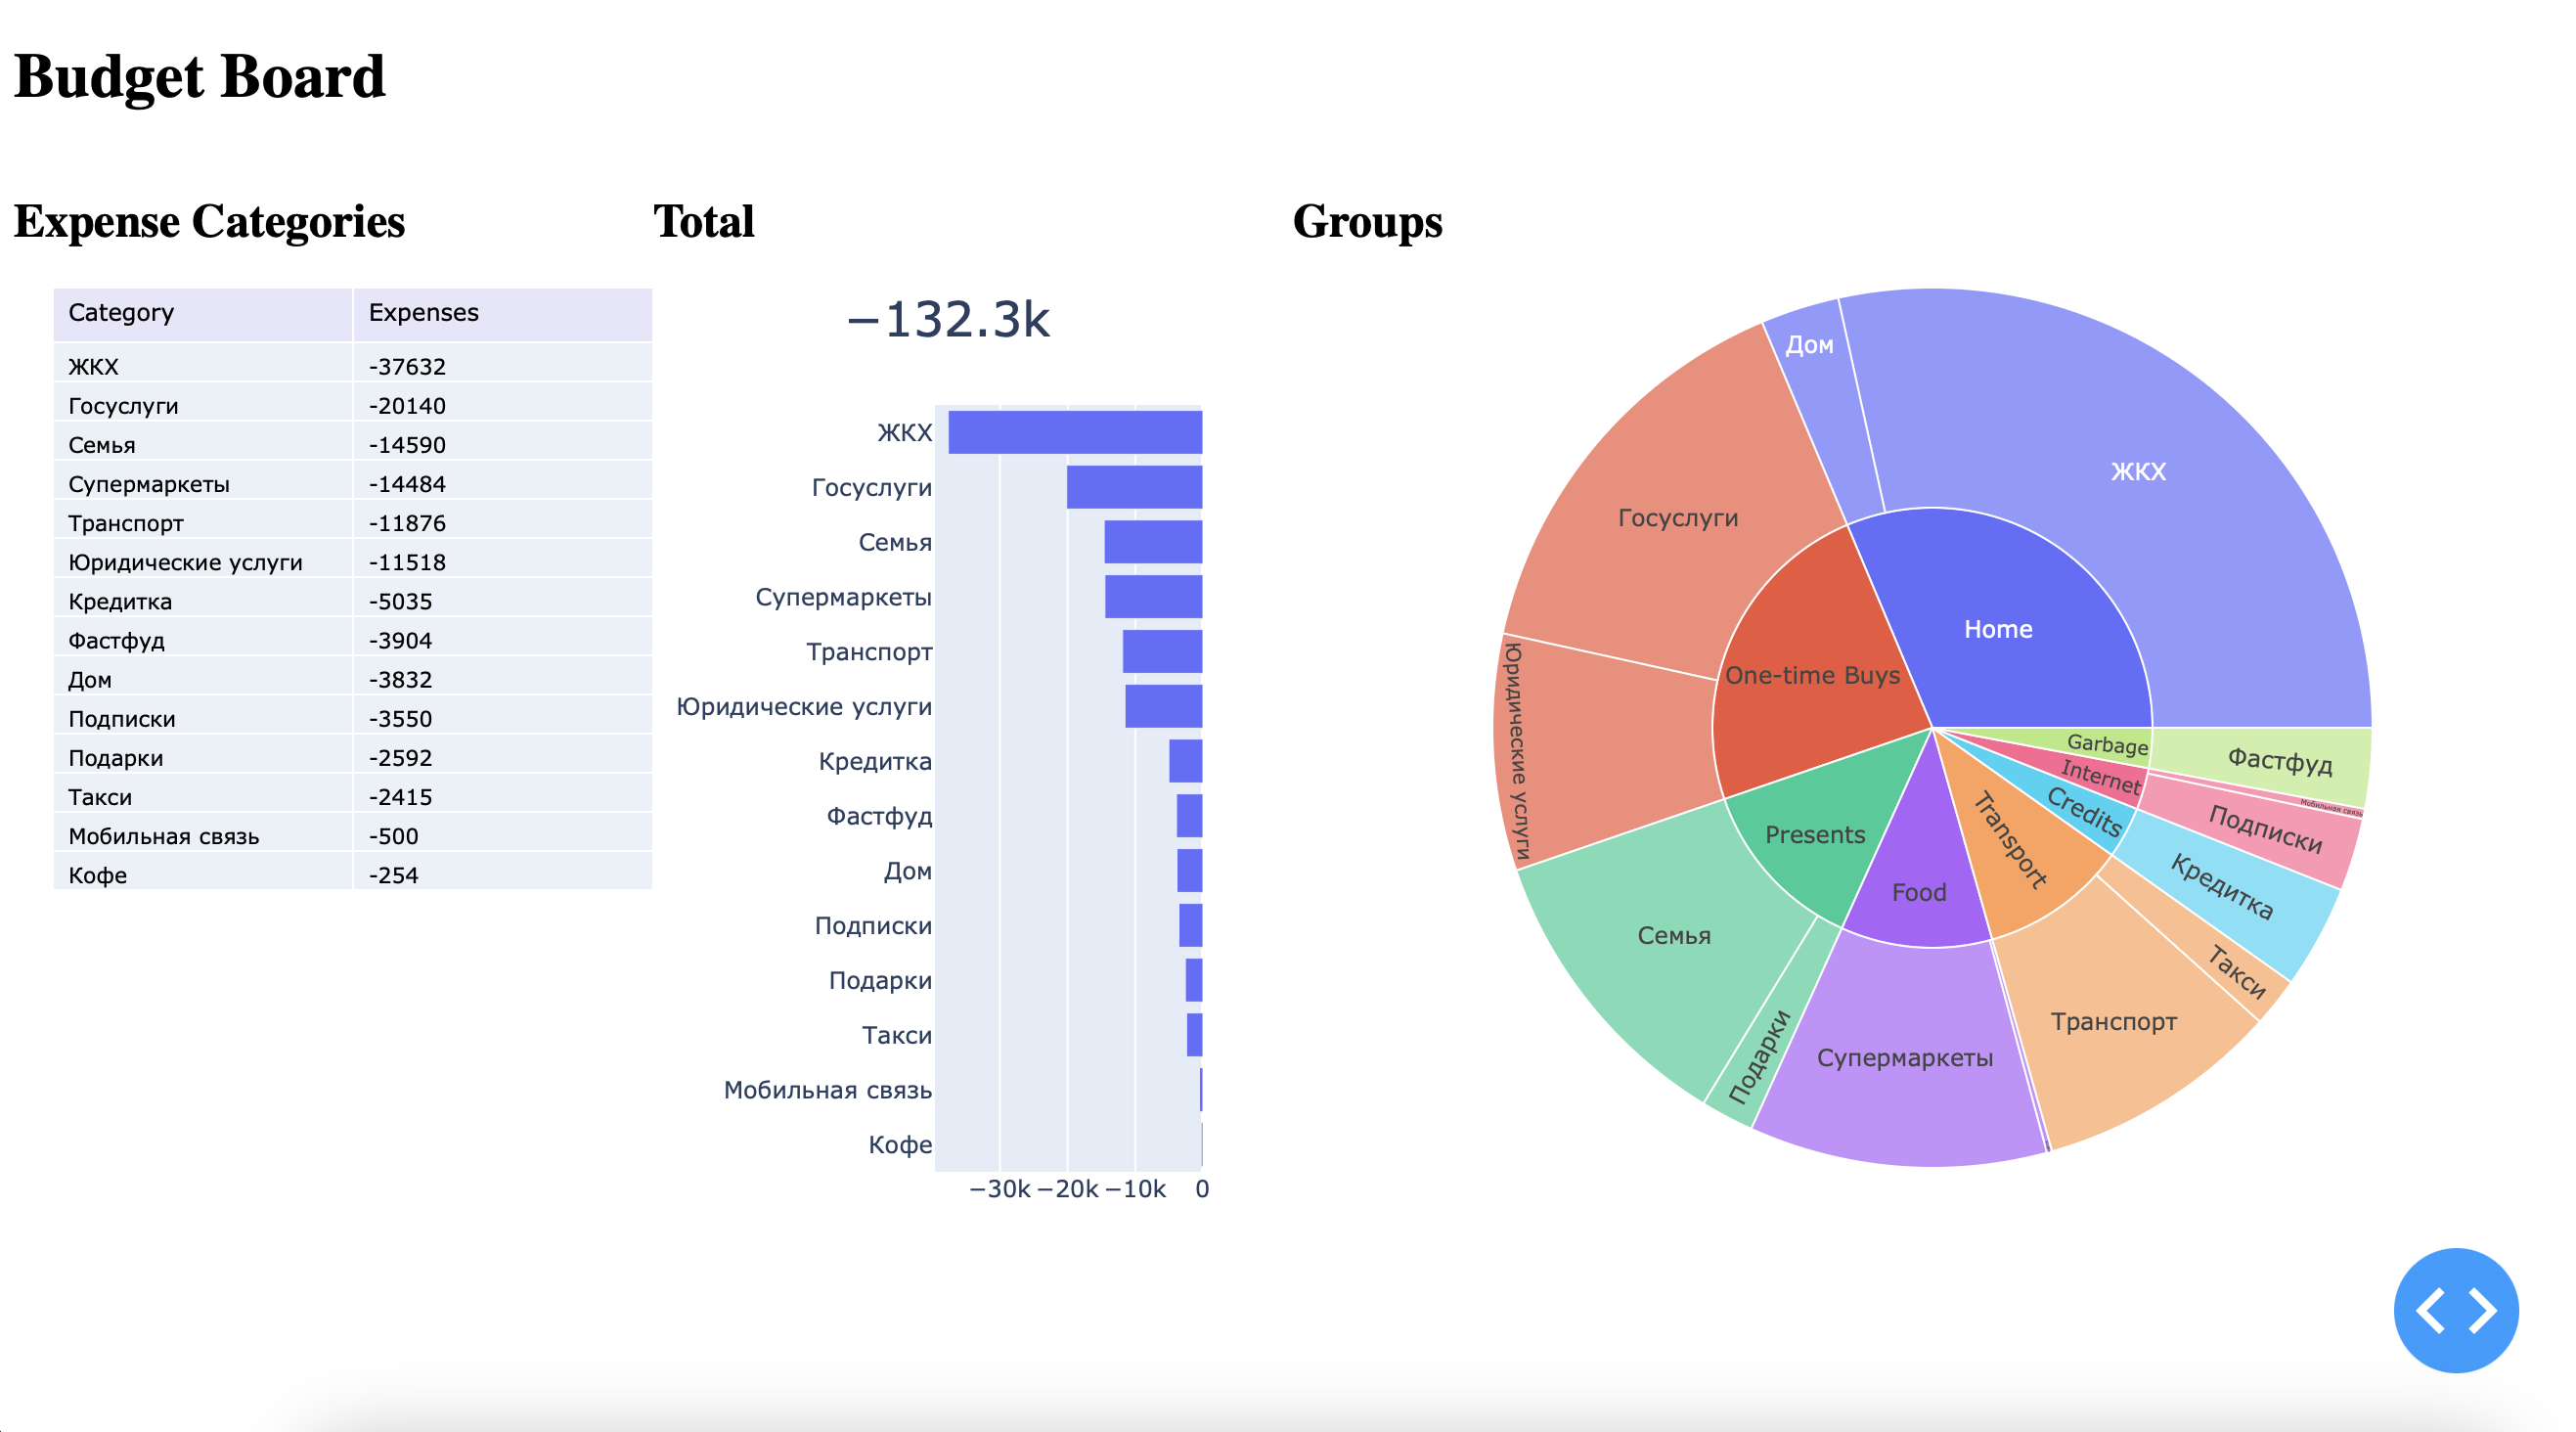 Budget Board
Expense Categories
Category Expenses
ЖКХ -37632
Госуслуги -20140
Семья -14590
Супермаркеты -14484
Транспорт -11876
Юридические услуги -11518
Кредитка -5035
Фастфуд -3904
Дом -3832
Подписки -3550
Подарки -2592
Такси -2415
Мобильная связь -500
Кофе -254
Total
−132.3k
ЖКХ
Госуслуги
Семья
Супермаркеты
Транспорт
Юридические услуги
Кредитка
Фастфуд
Дом
Подписки
Подарки
Такси
Мобильная связь
Кофе
−30k −20k −10k 0
Groups
Дом
ЖКХ
Госуслуги
Home
One-time Buys
Юридические услуги
Garbage
Фастфуд
Internet
Мобильная связь
Подписки
Credits
Кредитка
Presents
Transport
Food
Семья
Такси
Транспорт
Подарки
Супермаркеты